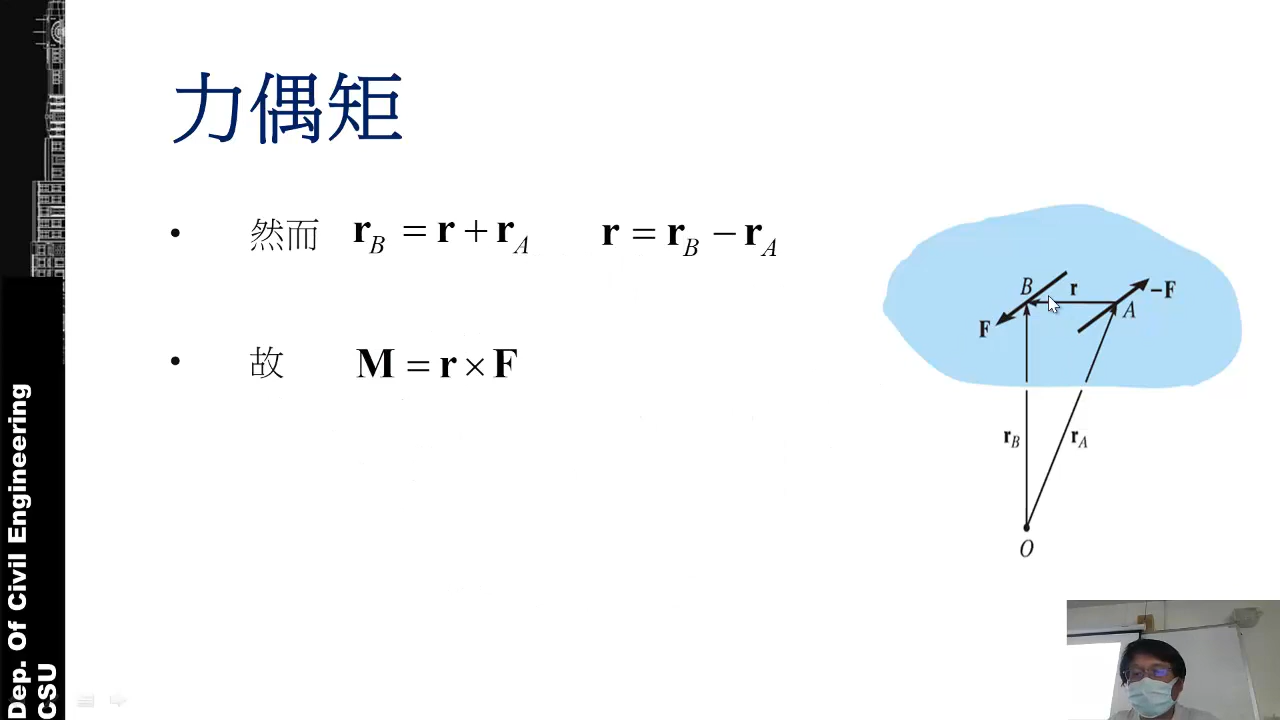 力偶矩
• 然而 r_B = r + r_A r = r_B − r_A
• 故 M = r × F
B r −F
F A
r_B r_A
O
Dep. Of Civil Engineering
CSU